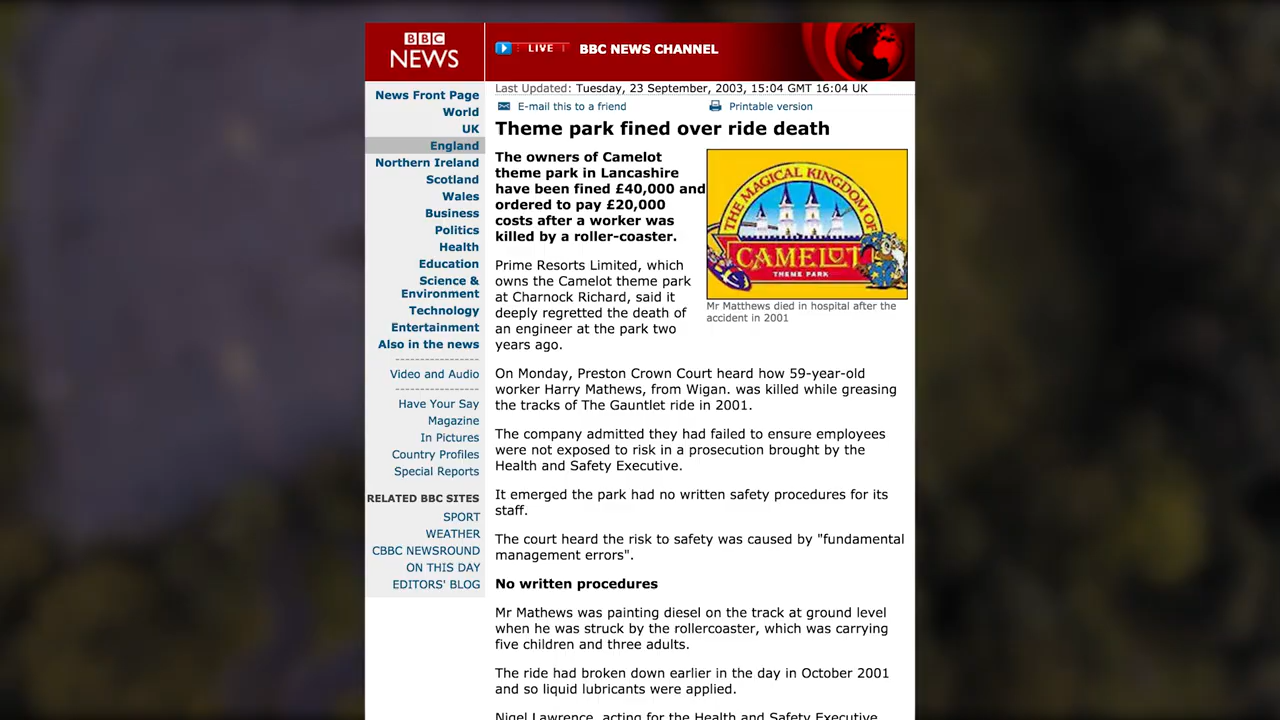 BBC
NEWS
LIVE
BBC NEWS CHANNEL
News Front Page
World
UK
England
Northern Ireland
Scotland
Wales
Business
Politics
Health
Education
Science &
Environment
Technology
Entertainment
Also in the news
Video and Audio
Have Your Say
Magazine
In Pictures
Country Profiles
Special Reports
RELATED BBC SITES
SPORT
WEATHER
CBBC NEWSROUND
ON THIS DAY
EDITORS' BLOG
Last Updated: Tuesday, 23 September, 2003, 15:04 GMT 16:04 UK
E-mail this to a friend
Printable version
Theme park fined over ride death
The owners of Camelot
theme park in Lancashire
have been fined £40,000 and
ordered to pay £20,000
costs after a worker was
killed by a roller-coaster.
THE MAGICAL KINGDOM OF
CAMELOT
THEME PARK
Mr Matthews died in hospital after the
accident in 2001
Prime Resorts Limited, which
owns the Camelot theme park
at Charnock Richard, said it
deeply regretted the death of
an engineer at the park two
years ago.
On Monday, Preston Crown Court heard how 59-year-old
worker Harry Mathews, from Wigan. was killed while greasing
the tracks of The Gauntlet ride in 2001.
The company admitted they had failed to ensure employees
were not exposed to risk in a prosecution brought by the
Health and Safety Executive.
It emerged the park had no written safety procedures for its
staff.
The court heard the risk to safety was caused by "fundamental
management errors".
No written procedures
Mr Mathews was painting diesel on the track at ground level
when he was struck by the rollercoaster, which was carrying
five children and three adults.
The ride had broken down earlier in the day in October 2001
and so liquid lubricants were applied.
Nigel Lawrence, acting for the Health and Safety Executive